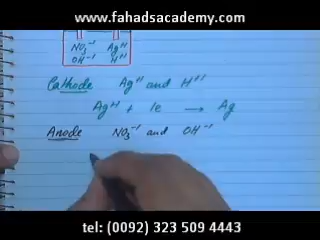 www.fahadsacademy.com
NO₃⁻¹ Ag⁺¹
OH⁻¹ H⁺¹
Cathode Ag⁺¹ and H⁺¹
Ag⁺¹ + 1e → Ag
Anode NO₃⁻¹ and OH⁻¹
tel: (0092) 323 509 4443